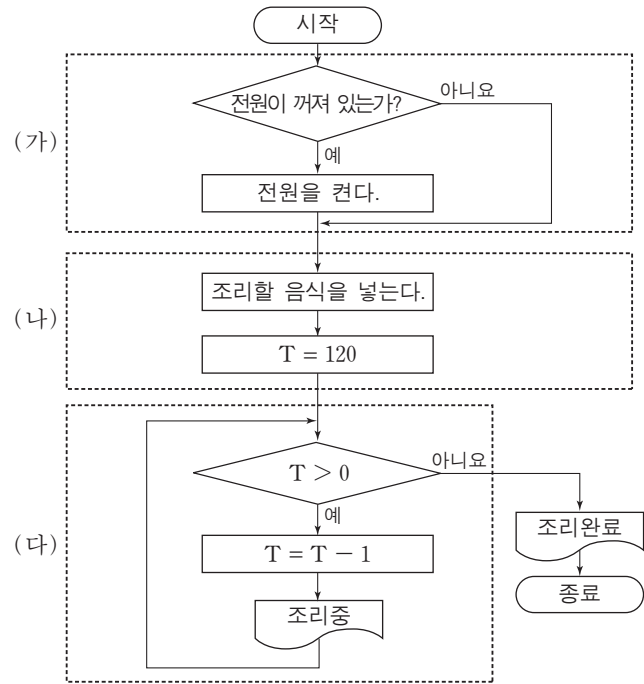 시작
전원이 꺼져 있는가?
아니요
(가)
예
전원을 켠다.
조리할 음식을 넣는다.
(나)
T = 120
아니요
T > 0
예
조리완료
(다)
T = T - 1
종료
조리중